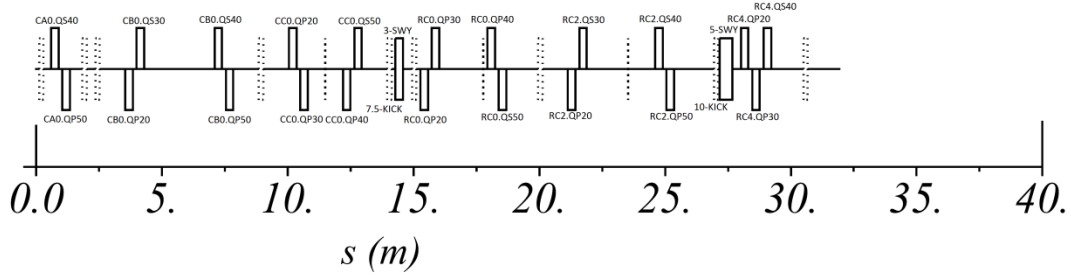 RC4.QS40
CA0.QS40 CB0.QS30 CB0.QS40 CC0.QP20 CC0.QS50 RC0.QP30 RC0.QP40 RC2.QS30 RC2.QS40 RC4.QP20
3-SWY 5-SWY
7.5-KICK 10-KICK
CA0.QP50 CB0.QP20 CB0.QP50 CC0.QP30 CC0.QP40 RC0.QP20 RC0.QS50 RC2.QP20 RC2.QP50 RC4.QP30
0.0 5. 10. 15. 20. 25. 30. 35. 40.
s (m)